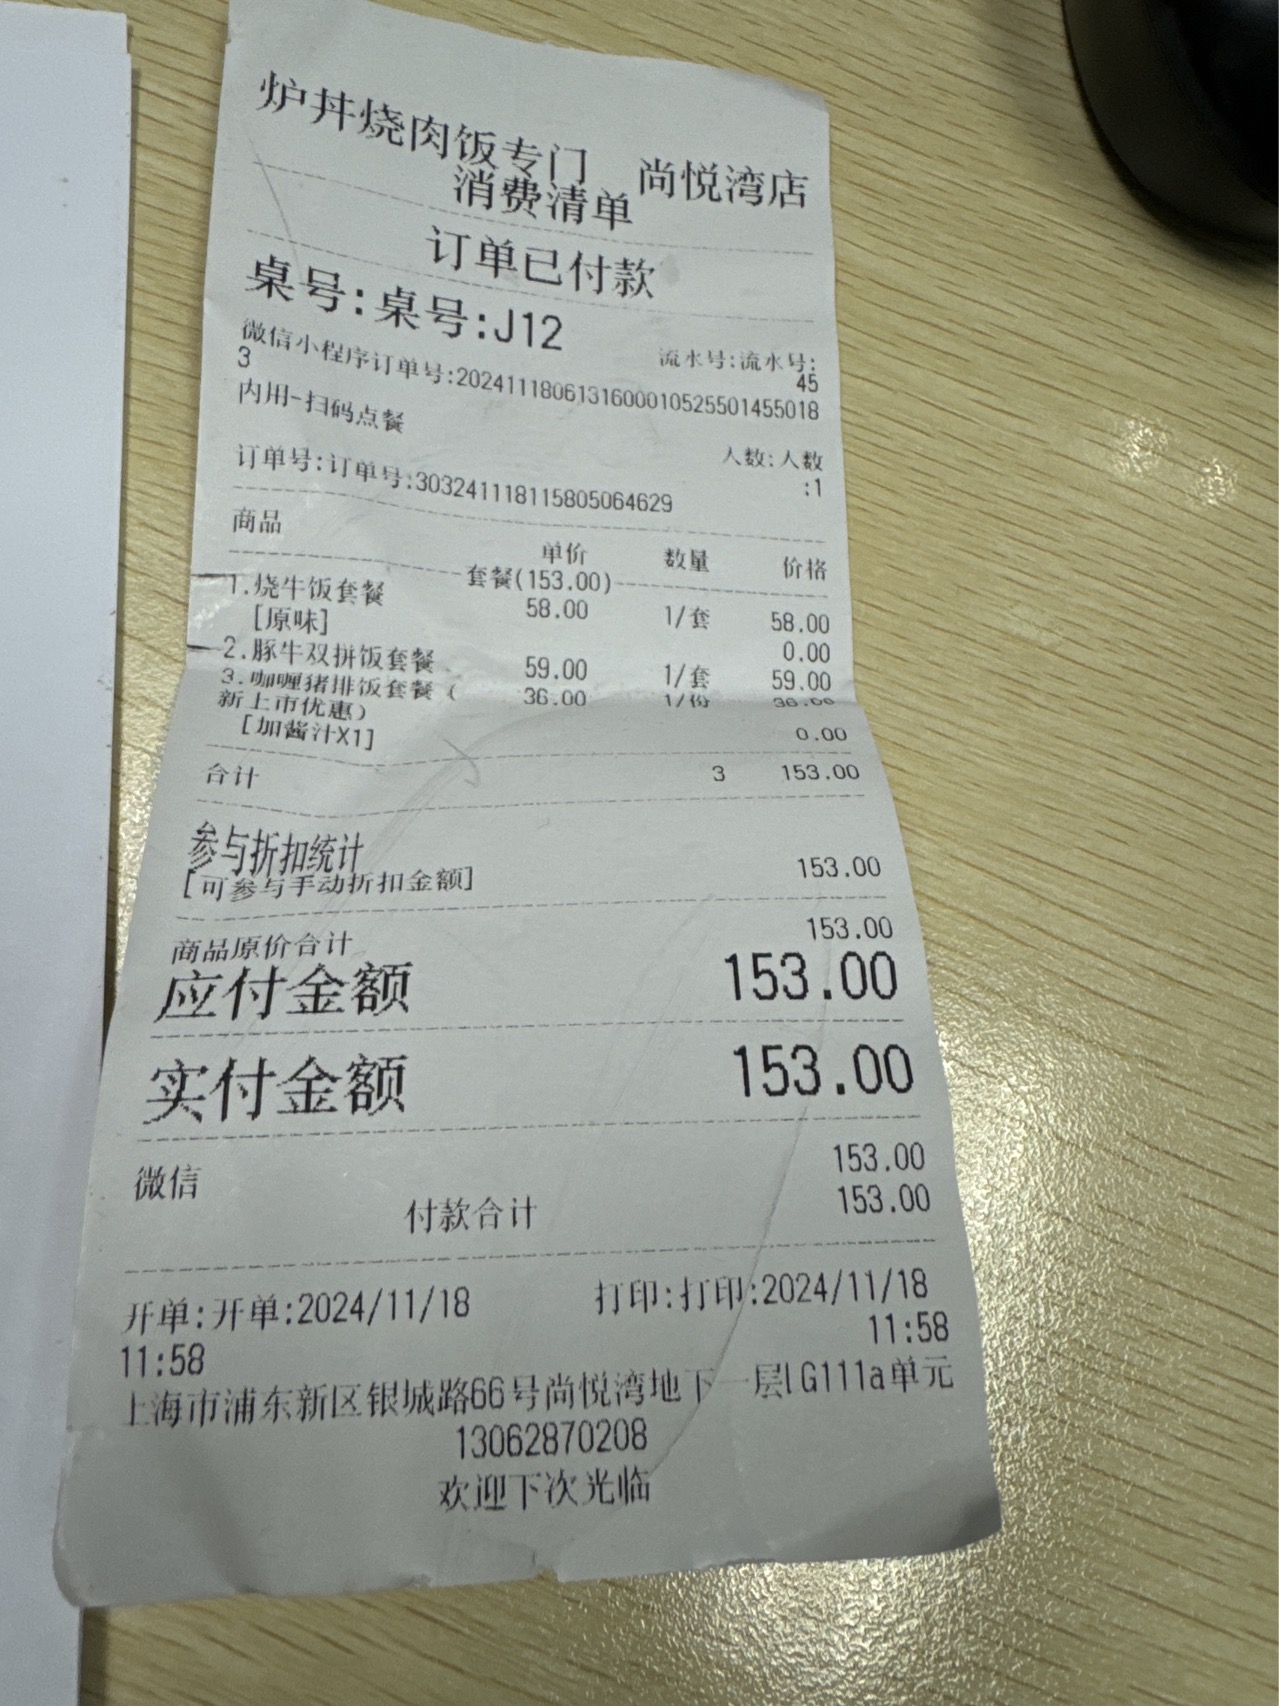 炉丼烧肉饭专门　尚悦湾店
消费清单
订单已付款
桌号:桌号:J12
流水号:流水号:
45
微信小程序订单号:2024111806131600010525501455018
3
内用-扫码点餐
人数:人数
:1
订单号:订单号:3032411181158050646​29
商品 单价 数量 价格
套餐(153.00)
1.烧牛饭套餐 58.00 1/套 58.00
[原味] 0.00
2.豚牛双拼饭套餐 59.00 1/套 59.00
3.咖喱猪排饭套餐（ 36.00 1/份 36.00
新上市优惠）
[加酱汁X1] 0.00
合计 3 153.00
参与折扣统计
[可参与手动折扣金额] 153.00
商品原价合计 153.00
应付金额 153.00
实付金额 153.00
微信 153.00
付款合计 153.00
开单:开单:2024/11/18 打印:打印:2024/11/18
11:58 11:58
上海市浦东新区银城路66号尚悦湾地下一层LG111a单元
13062870208
欢迎下次光临